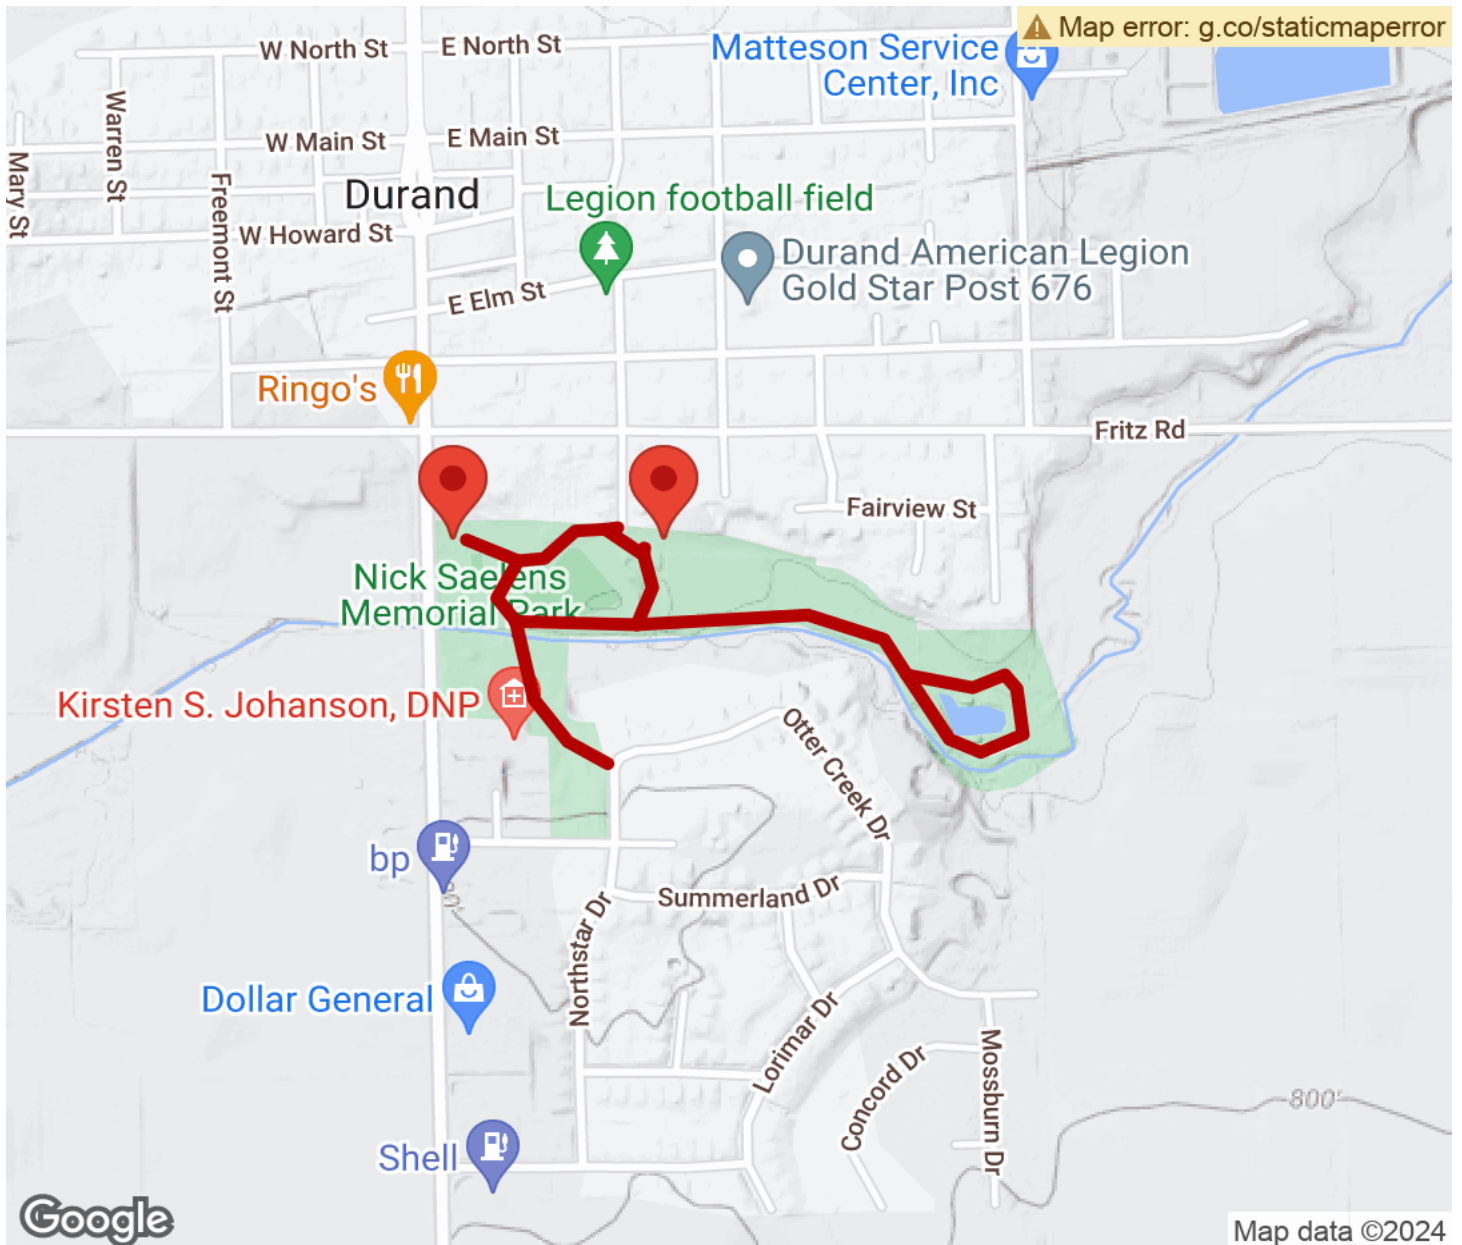 Map error: g.co/staticmaperror
W North St
E North St
Matteson Service
Center, Inc
Warren St
W Main St
E Main St
Mary St
Freemont St
Durand
Legion football field
W Howard St
Durand American Legion
Gold Star Post 676
E Elm St
Ringo's
Fritz Rd
Fairview St
Nick Saelens
Memorial Park
Kirsten S. Johanson, DNP
Otter Creek Dr
bp
Summerland Dr
Northstar Dr
Dollar General
Lorimar Dr
Concord Dr
Mossburn Dr
800'
Shell
Google
Map data ©2024